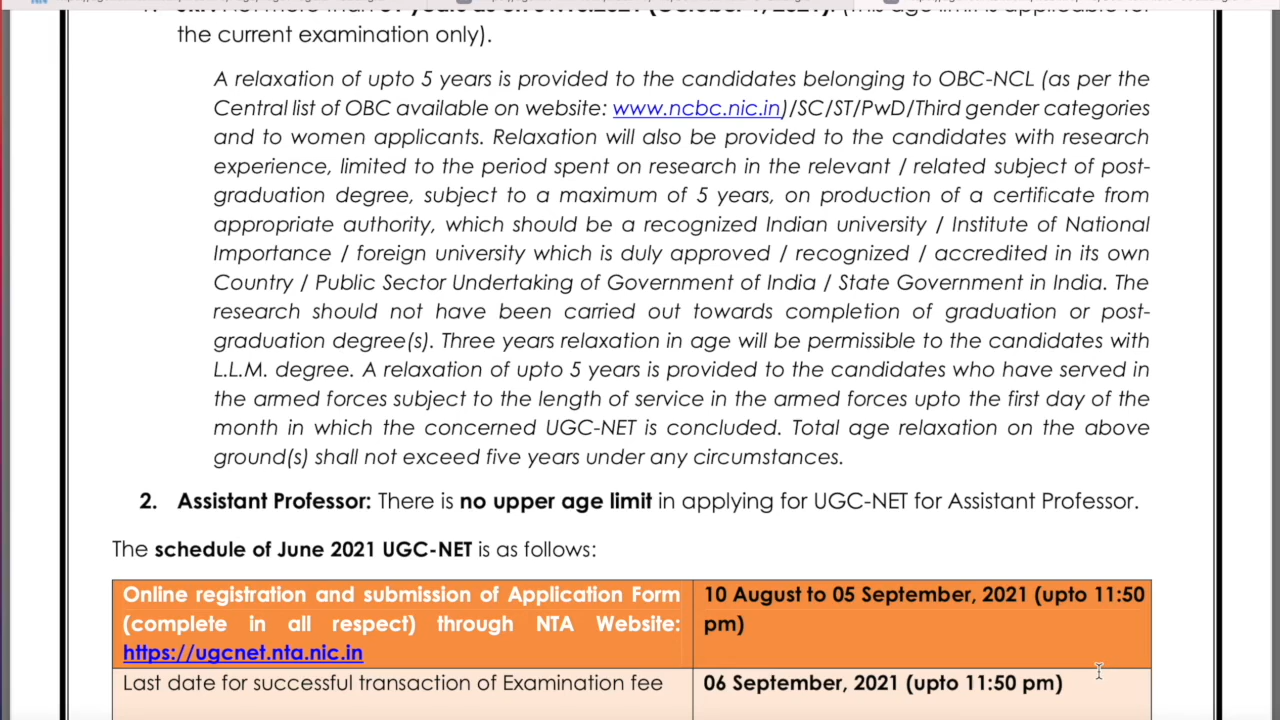 the current examination only).
A relaxation of upto 5 years is provided to the candidates belonging to OBC-NCL (as per the
Central list of OBC available on website: www.ncbc.nic.in)/SC/ST/PwD/Third gender categories
and to women applicants. Relaxation will also be provided to the candidates with research
experience, limited to the period spent on research in the relevant / related subject of post-
graduation degree, subject to a maximum of 5 years, on production of a certificate from
appropriate authority, which should be a recognized Indian university / Institute of National
Importance / foreign university which is duly approved / recognized / accredited in its own
Country / Public Sector Undertaking of Government of India / State Government in India. The
research should not have been carried out towards completion of graduation or post-
graduation degree(s). Three years relaxation in age will be permissible to the candidates with
L.L.M. degree. A relaxation of upto 5 years is provided to the candidates who have served in
the armed forces subject to the length of service in the armed forces upto the first day of the
month in which the concerned UGC-NET is concluded. Total age relaxation on the above
ground(s) shall not exceed five years under any circumstances.
2. Assistant Professor: There is no upper age limit in applying for UGC-NET for Assistant Professor.
The schedule of June 2021 UGC-NET is as follows:
Online registration and submission of Application Form
(complete in all respect) through NTA Website:
https://ugcnet.nta.nic.in
10 August to 05 September, 2021 (upto 11:50
pm)
Last date for successful transaction of Examination fee
06 September, 2021 (upto 11:50 pm)